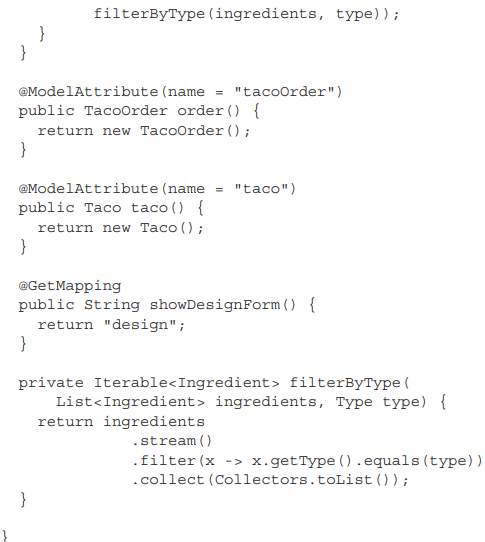 filterByType(ingredients, type));
  }
}

@ModelAttribute(name = "tacoOrder")
public TacoOrder order() {
  return new TacoOrder();
}

@ModelAttribute(name = "taco")
public Taco taco() {
  return new Taco();
}

@GetMapping
public String showDesignForm() {
  return "design";
}

private Iterable<Ingredient> filterByType(
    List<Ingredient> ingredients, Type type) {
  return ingredients
            .stream()
            .filter(x -> x.getType().equals(type))
            .collect(Collectors.toList());
}

}